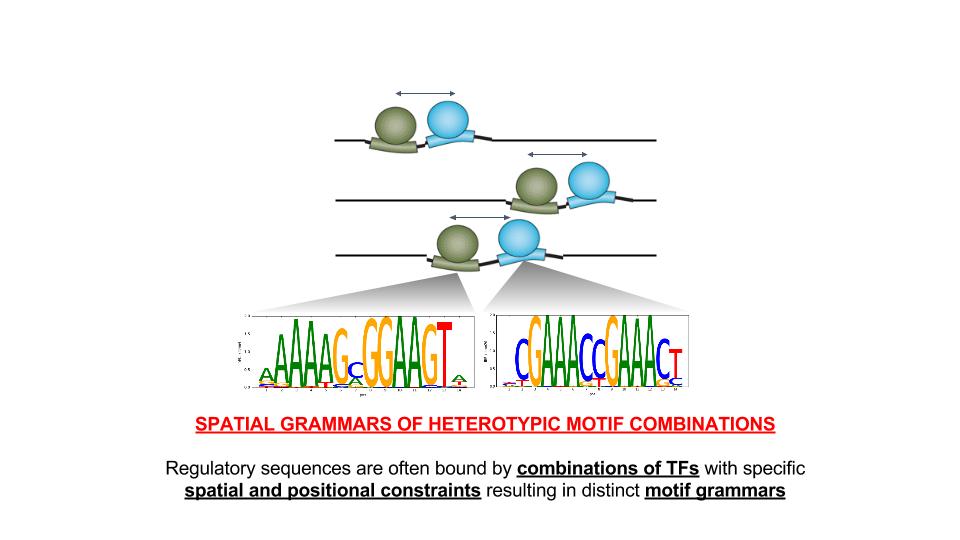 AAAAAGCGGAAGTA
CGAAACCGAAACT
SPATIAL GRAMMARS OF HETEROTYPIC MOTIF COMBINATIONS
Regulatory sequences are often bound by combinations of TFs with specific
spatial and positional constraints resulting in distinct motif grammars